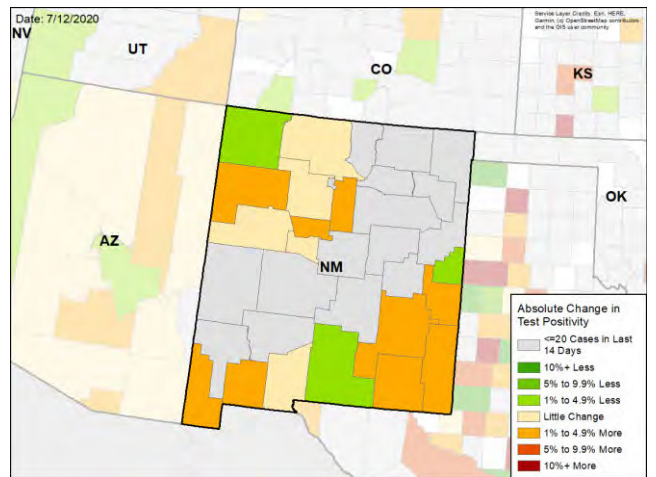 Date: 7/12/2020
Service Layer Credits: Esri, HERE,
Garmin, (c) OpenStreetMap contributors
and the GIS user community
NV
UT
CO
KS
AZ
NM
OK
Absolute Change in
Test Positivity
<=20 Cases in Last
14 Days
10%+ Less
5% to 9.9% Less
1% to 4.9% Less
Little Change
1% to 4.9% More
5% to 9.9% More
10%+ More